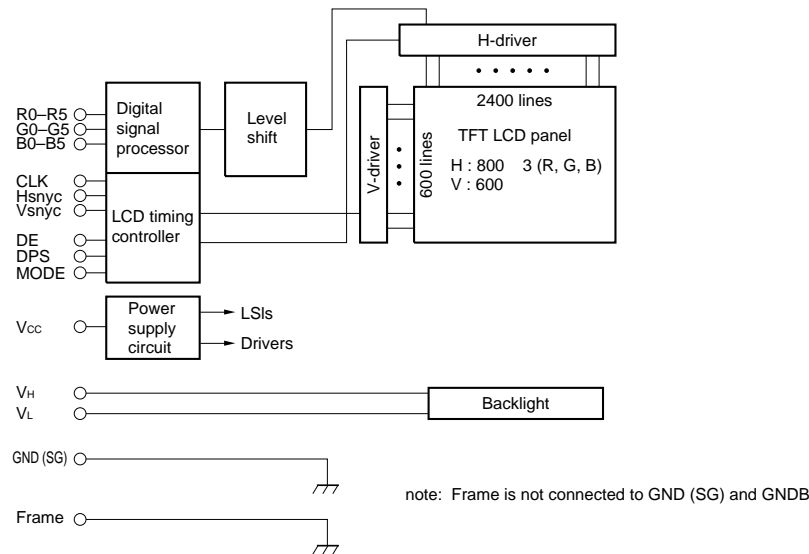 H-driver
2400 lines
TFT LCD panel
H : 800 3 (R, G, B)
V : 600
600 lines
V-driver
R0–R5
G0–G5
B0–B5
Digital
signal
processor
Level
shift
CLK
Hsnyc
Vsnyc
DE
DPS
MODE
LCD timing
controller
VCC
Power
supply
circuit
LSIs
Drivers
VH
VL
Backlight
GND (SG)
note: Frame is not connected to GND (SG) and GNDB
Frame